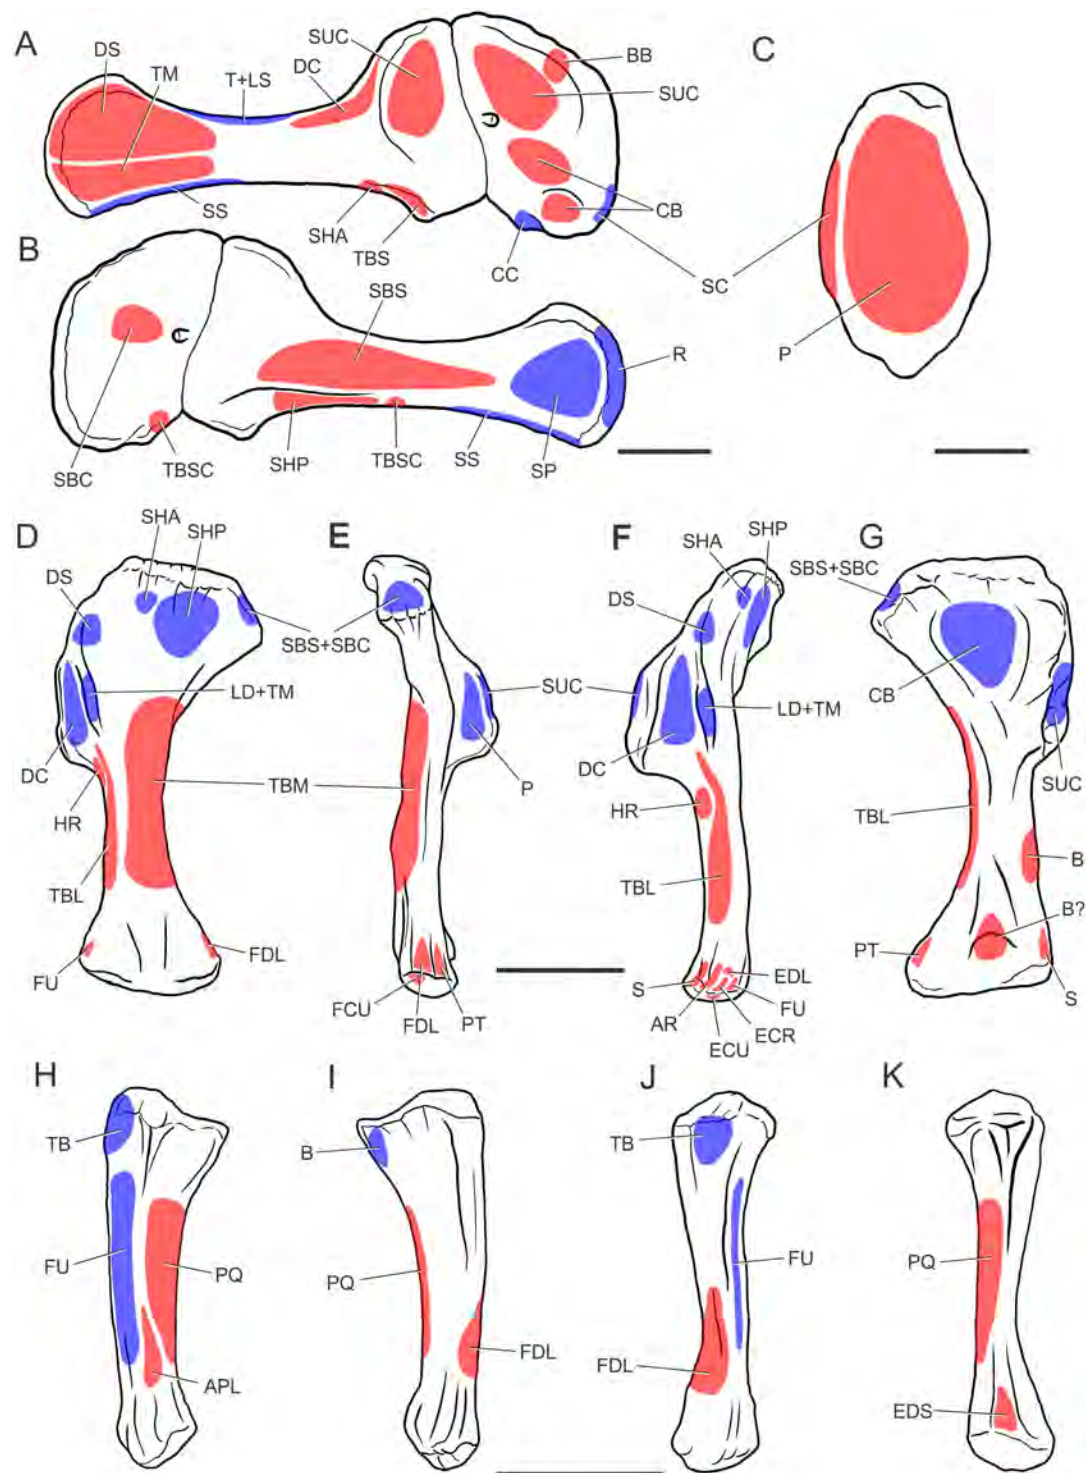 A
DS
TM
T+LS
DC
SUC
BB
SUC
C
SS
SHA
TBS
CB
CC
SC
P
B
SBS
R
SBC
TBSC
SHP
TBSC
SS
SP
D
SHA
SHP
DS
E
F
SHA
SHP
G
SBS+SBC
DS
SBS+SBC
LD+TM
SUC
LD+TM
CB
DC
TBM
P
DC
SUC
HR
HR
TBL
B
TBL
TBL
B?
FU
FDL
PT
S
FCU
FDL
PT
S
EDL
FU
AR
ECR
ECU
H
I
J
K
TB
B
TB
FU
PQ
PQ
FU
PQ
APL
FDL
FDL
EDS